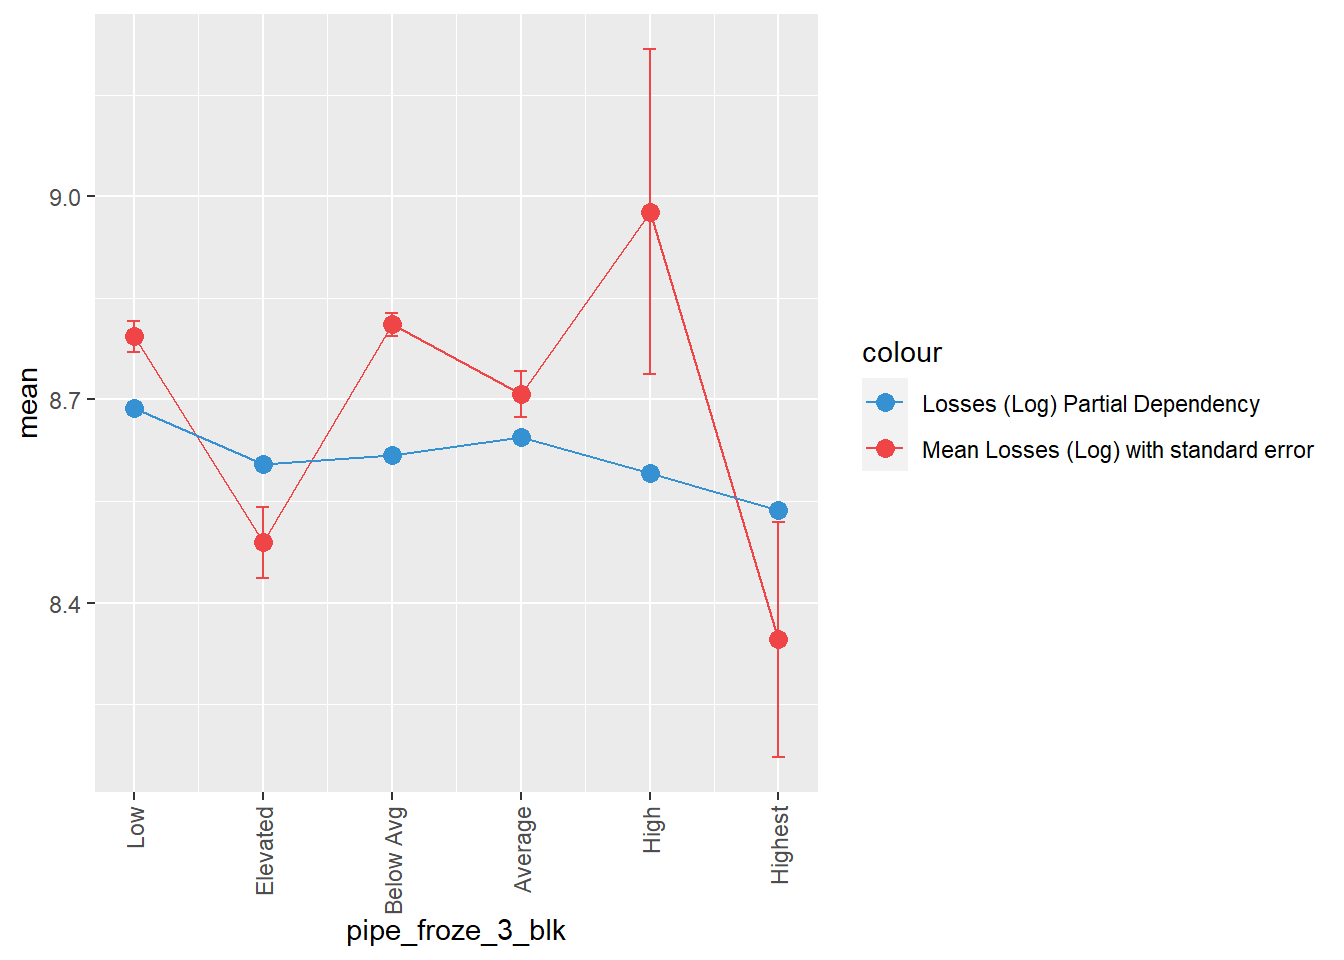 mean
9.0
8.7
8.4
Low
Elevated
Below Avg
Average
High
Highest
pipe_froze_3_blk
colour
Losses (Log) Partial Dependency
Mean Losses (Log) with standard error